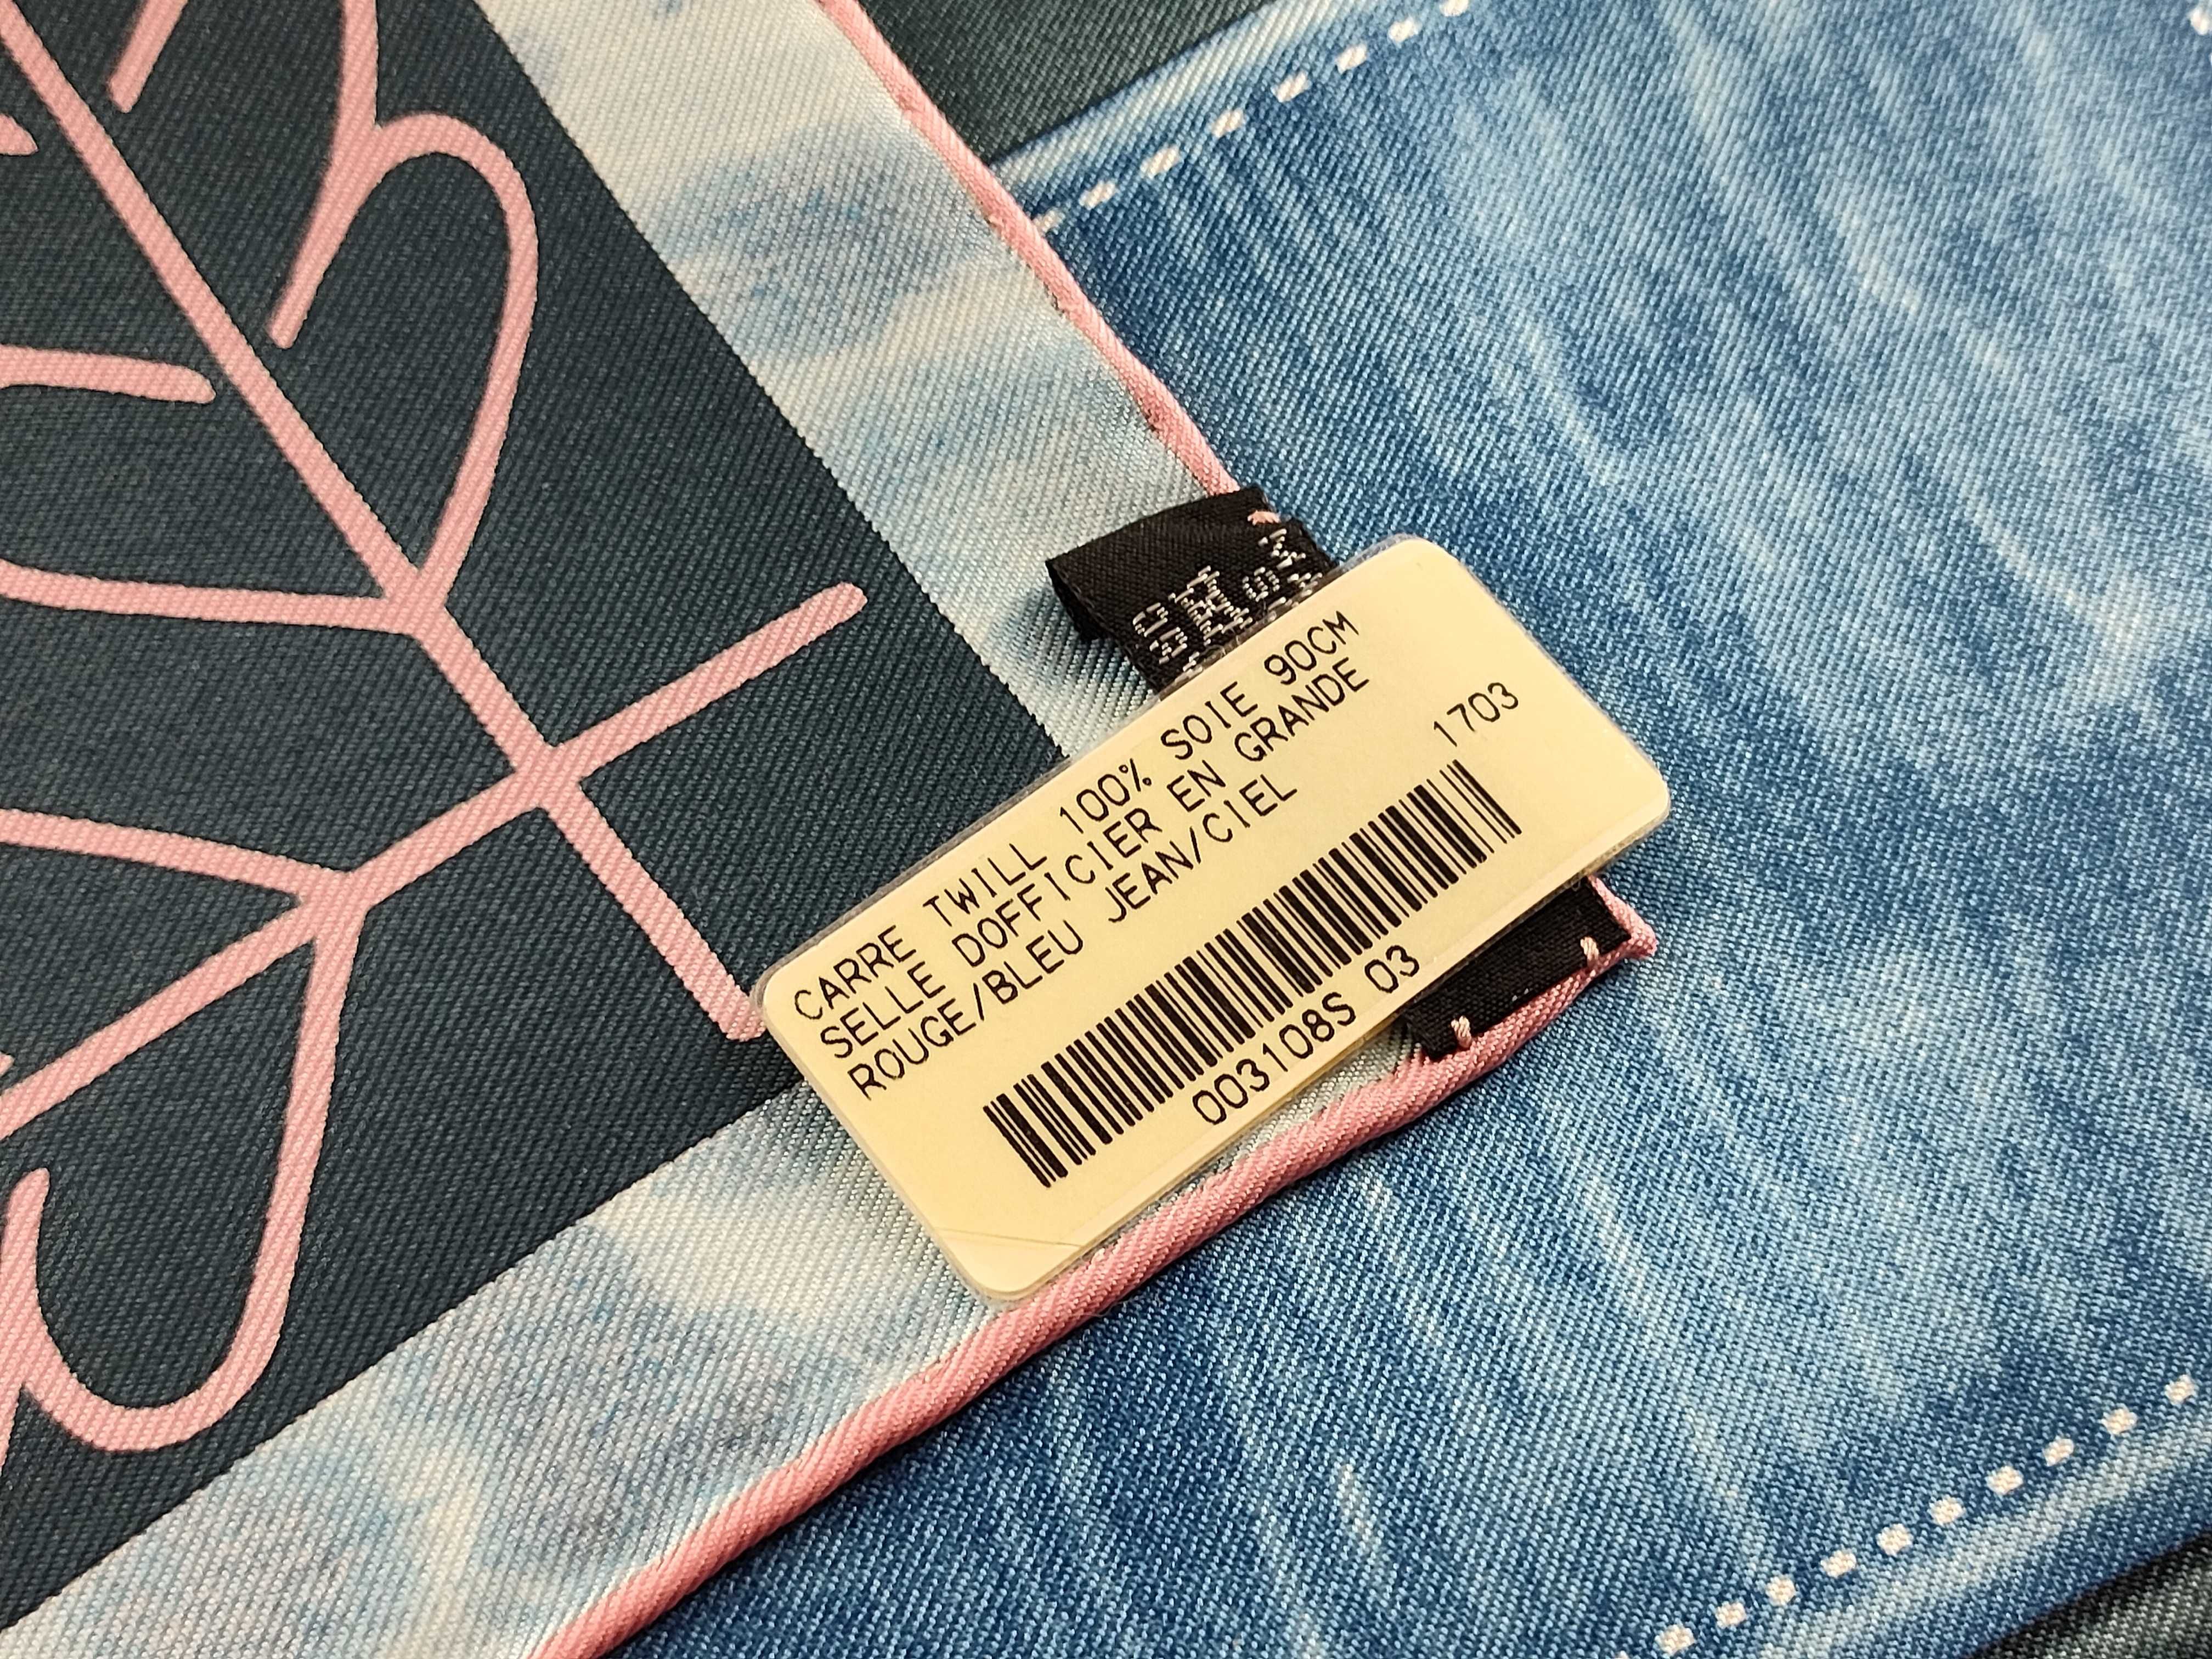 CARRE TWILL 100% SOIE 90CM
SELLE DOFFICIER EN GRANDE
ROUGE/BLEU JEAN/CIEL
1703
003108S 03